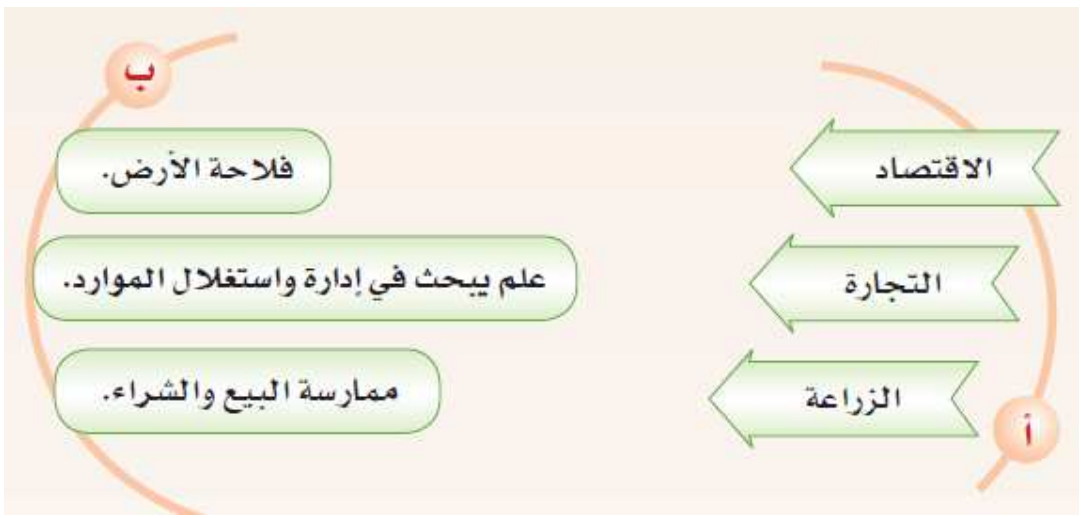 أ
ب
الاقتصاد
فلاحة الأرض.
التجارة
علم يبحث في إدارة واستغلال الموارد.
الزراعة
ممارسة البيع والشراء.